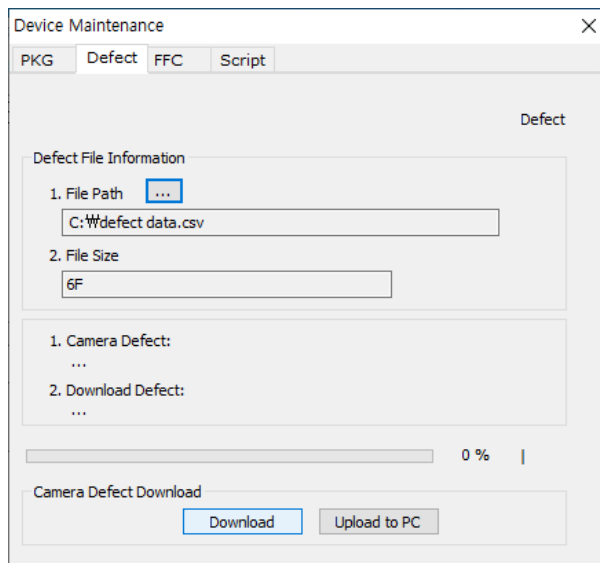 Device Maintenance
PKG Defect FFC Script
Defect
Defect File Information
1. File Path ...
C:₩defect data.csv
2. File Size
6F
1. Camera Defect:
...
2. Download Defect:
...
0 % |
Camera Defect Download
Download Upload to PC